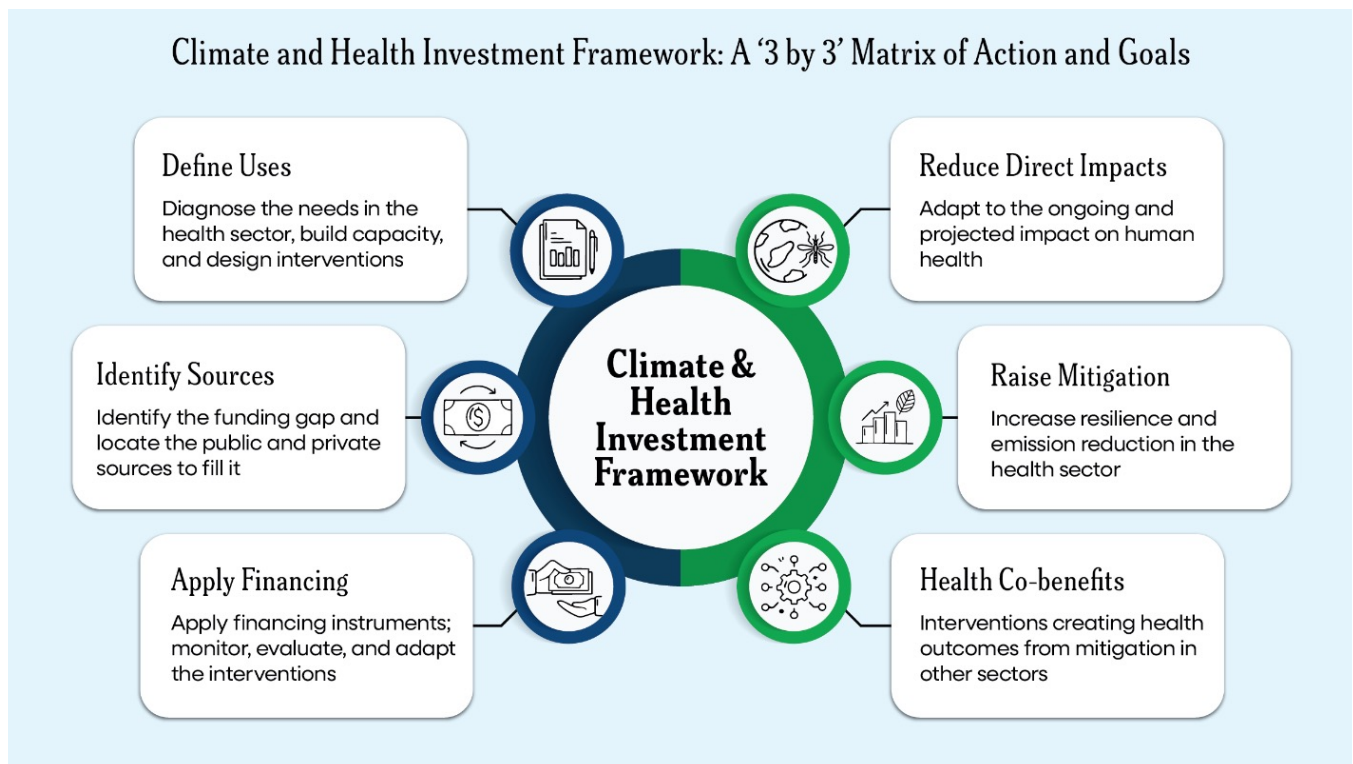 Climate and Health Investment Framework: A ‘3 by 3’ Matrix of Action and Goals
Define Uses
Diagnose the needs in the
health sector, build capacity,
and design interventions
Identify Sources
Identify the funding gap and
locate the public and private
sources to fill it
Apply Financing
Apply financing instruments;
monitor, evaluate, and adapt
the interventions
Climate &
Health
Investment
Framework
Reduce Direct Impacts
Adapt to the ongoing and
projected impact on human
health
Raise Mitigation
Increase resilience and
emission reduction in the
health sector
Health Co-benefits
Interventions creating health
outcomes from mitigation in
other sectors